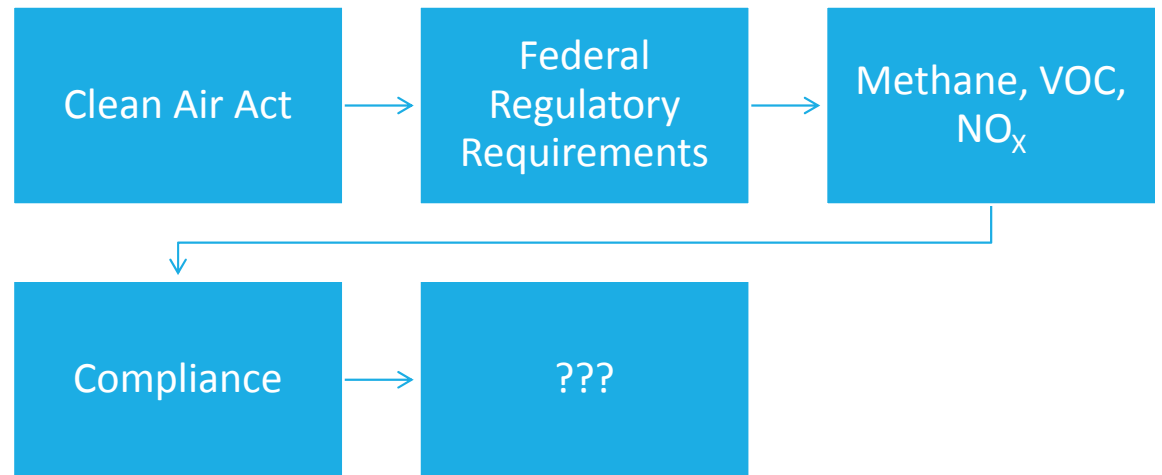 Clean Air Act
Federal
Regulatory
Requirements
Methane, VOC,
NOX
Compliance
???